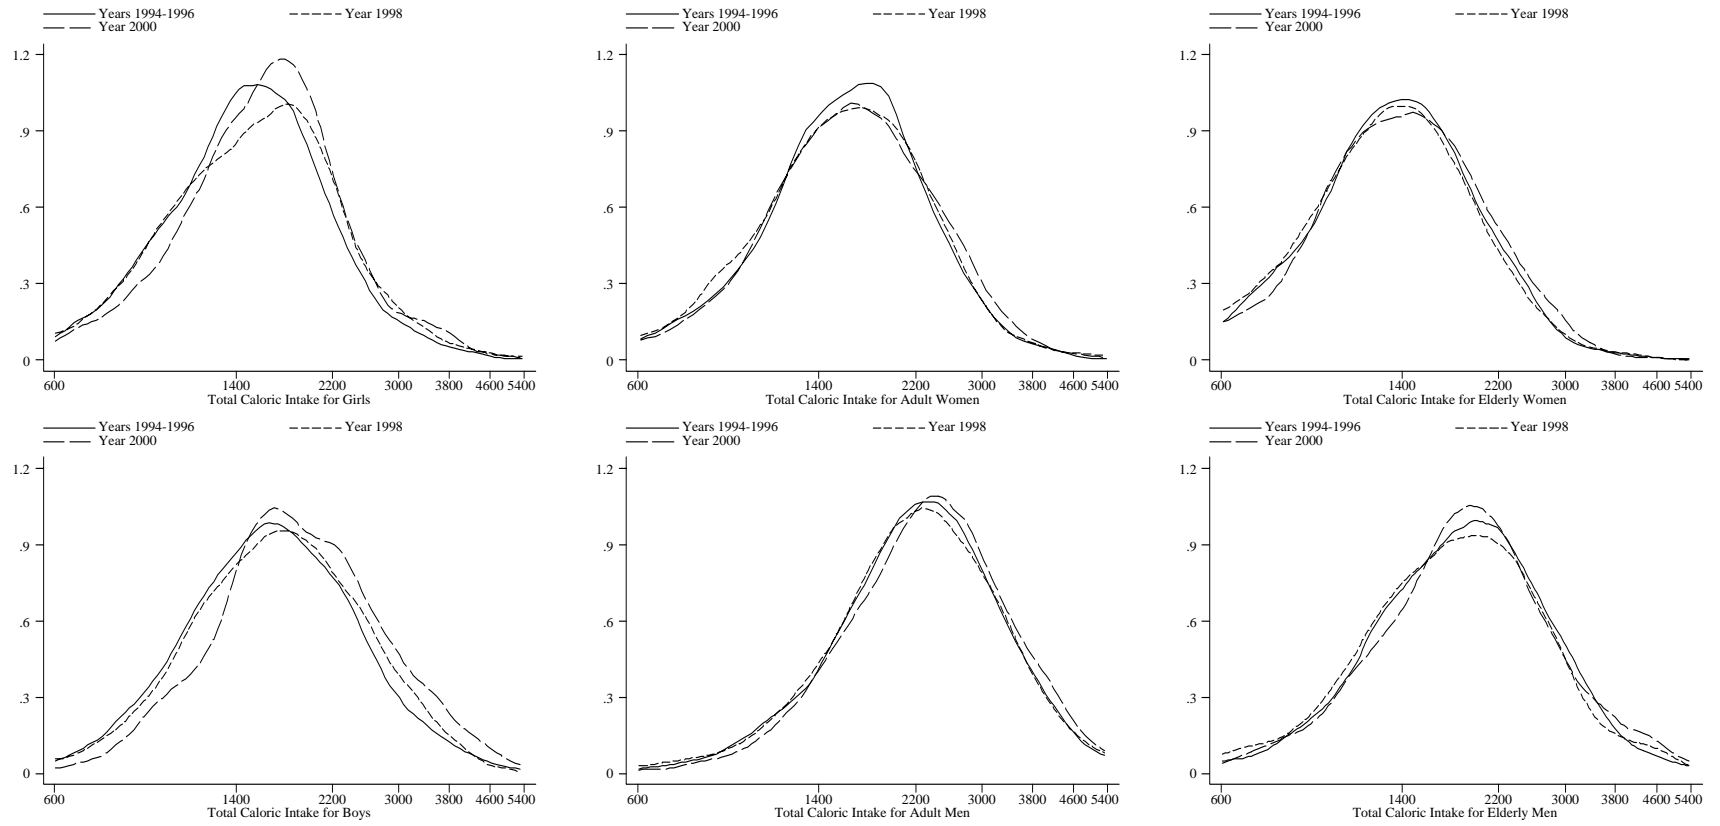 Years 1994-1996 Year 1998
Year 2000
1.2
.9
.6
.3
0
600 1400 2200 3000 3800 4600 5400
Total Caloric Intake for Girls
Years 1994-1996 Year 1998
Year 2000
1.2
.9
.6
.3
0
600 1400 2200 3000 3800 4600 5400
Total Caloric Intake for Adult Women
Years 1994-1996 Year 1998
Year 2000
1.2
.9
.6
.3
0
600 1400 2200 3000 3800 4600 5400
Total Caloric Intake for Elderly Women
Years 1994-1996 Year 1998
Year 2000
1.2
.9
.6
.3
0
600 1400 2200 3000 3800 4600 5400
Total Caloric Intake for Boys
Years 1994-1996 Year 1998
Year 2000
1.2
.9
.6
.3
0
600 1400 2200 3000 3800 4600 5400
Total Caloric Intake for Adult Men
Years 1994-1996 Year 1998
Year 2000
1.2
.9
.6
.3
0
600 1400 2200 3000 3800 4600 5400
Total Caloric Intake for Elderly Men